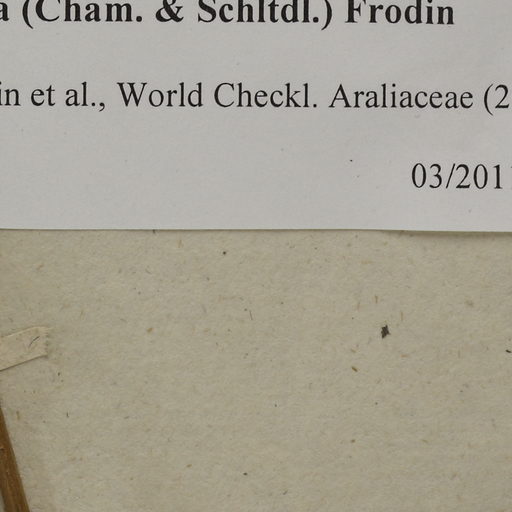 a (Cham. & Schltdl.) Frodin
in et al., World Checkl. Araliaceae (2
03/201